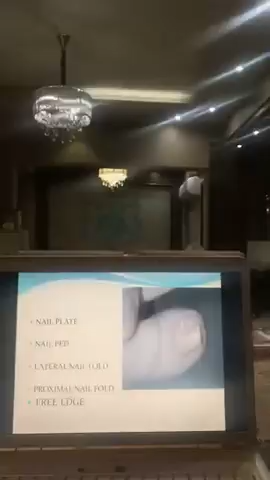 • NAIL PLATE
• NAIL BED
• LATERAL NAIL FOLD
• PROXIMAL NAIL FOLD
• FREE EDGE